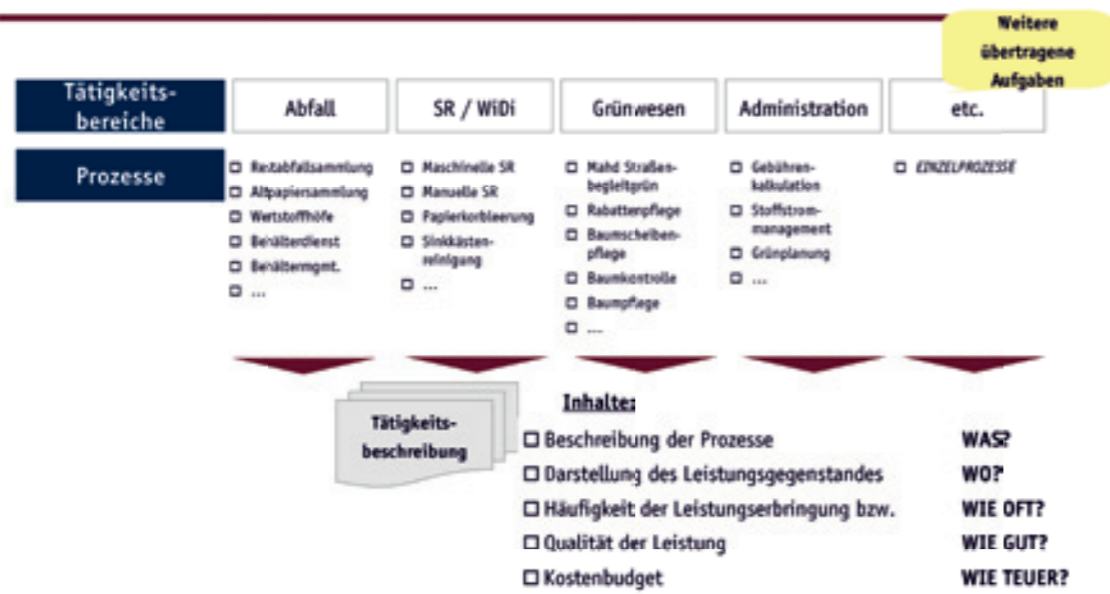 Weitere
übertragene
Aufgaben
Tätigkeits-
bereiche
Abfall
SR / WiDi
Grünwesen
Administration
etc.
Prozesse
☐ Restabfallsammlung
☐ Altpapiersammlung
☐ Wertstoffhöfe
☐ Behälterdienst
☐ Behältermgmt.
☐ ...
☐ Maschinelle SR
☐ Manuelle SR
☐ Papierkorbleerung
☐ Sinkkästen-
reinigung
☐ ...
☐ Mahd Straßen-
begleitgrün
☐ Rabattenpflege
☐ Baumscheiben-
pflege
☐ Baumkontrolle
☐ Baumpflege
☐ ...
☐ Gebühren-
kalkulation
☐ Stoffstrom-
management
☐ Grünplanung
☐ ...
☐ EINZELPROZESSE
Tätigkeits-
beschreibung
Inhalte:
☐ Beschreibung der Prozesse WAS?
☐ Darstellung des Leistungsgegenstandes WO?
☐ Häufigkeit der Leistungserbringung bzw. WIE OFT?
☐ Qualität der Leistung WIE GUT?
☐ Kostenbudget WIE TEUER?